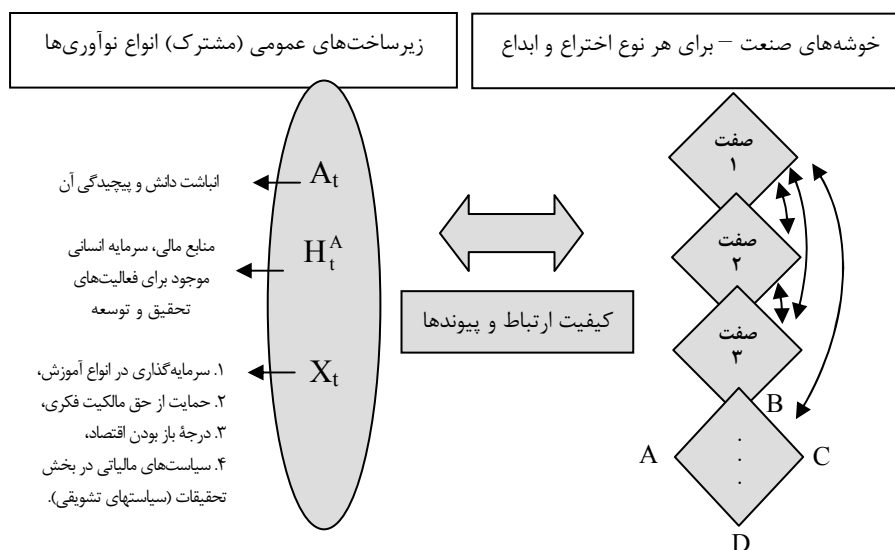 خوشه‌های صنعت – برای هر نوع اختراع و ابداع
زیرساخت‌های عمومی (مشترک) انواع نوآوری‌ها
صفت
۱
صفت
۲
صفت
۳
B
A
C
D
.
.
.
کیفیت ارتباط و پیوندها
A_t
انباشت دانش و پیچیدگی آن
H_t^A
منابع مالی، سرمایه انسانی
موجود برای فعالیت‌های
تحقیق و توسعه
X_t
۱. سرمایه‌گذاری در انواع آموزش،
۲. حمایت از حق مالکیت فکری،
۳. درجۀ باز بودن اقتصاد،
۴. سیاست‌های مالیاتی در بخش
تحقیقات (سیاستهای تشویقی).